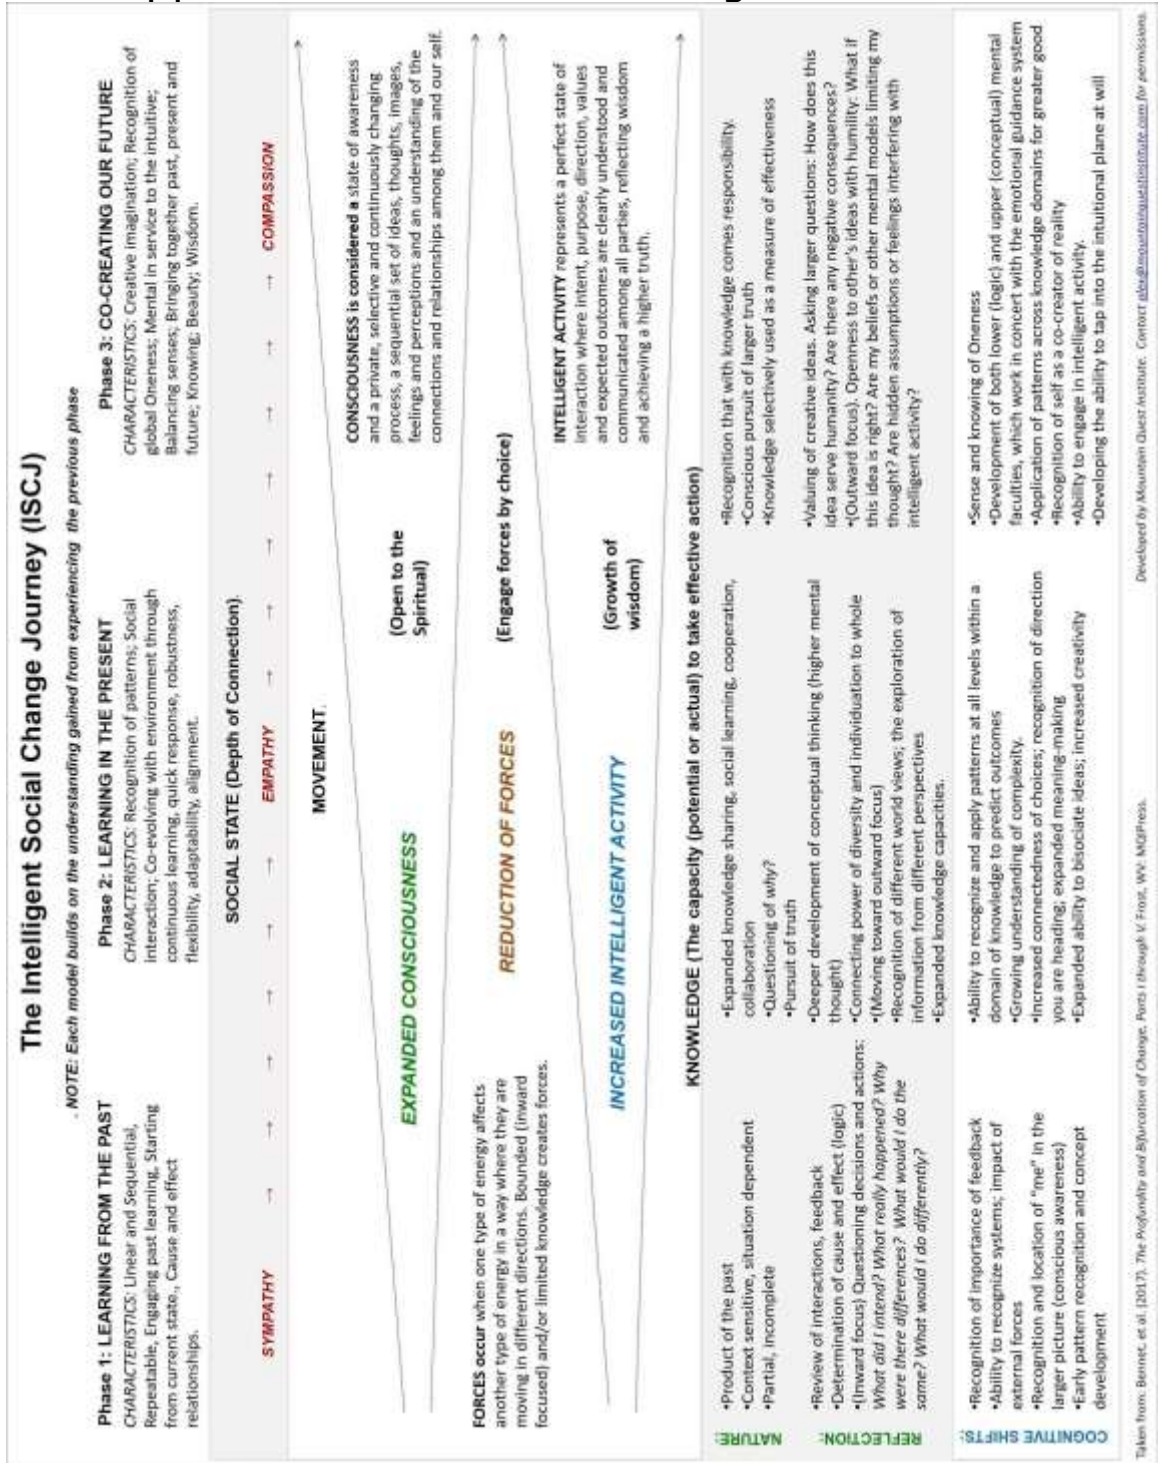 The Intelligent Social Change Journey (ISCJ)
. NOTE: Each model builds on the understanding gained from experiencing the previous phase
Phase 1: LEARNING FROM THE PAST
CHARACTERISTICS: Linear and Sequential,
Repeatable, Engaging past learning, Starting
from current state., Cause and effect
relationships.
Phase 2: LEARNING IN THE PRESENT
CHARACTERISTICS: Recognition of patterns; Social
interaction; Co-evolving with environment through
continuous learning, quick response, robustness,
flexibility, adaptability, alignment.
Phase 3: CO-CREATING OUR FUTURE
CHARACTERISTICS: Creative imagination; Recognition of
global Oneness; Mental in service to the intuitive;
Balancing senses; Bringing together past, present and
future; Knowing; Beauty; Wisdom.
SOCIAL STATE (Depth of Connection)
SYMPATHY → → → → → → EMPATHY → → → → → → → COMPASSION
MOVEMENT.
EXPANDED CONSCIOUSNESS
(Open to the
Spiritual)
CONSCIOUSNESS is considered a state of awareness
and a private, selective and continuously changing
process, a sequential set of ideas, thoughts, images,
feelings and perceptions and an understanding of the
connections and relationships among them and our self.
FORCES occur when one type of energy affects
another type of energy in a way where they are
moving in different directions. Bounded (inward
focused) and/or limited knowledge creates forces.
REDUCTION OF FORCES
(Engage forces by choice)
INCREASED INTELLIGENT ACTIVITY
(Growth of
wisdom)
INTELLIGENT ACTIVITY represents a perfect state of
interaction where intent, purpose, direction, values
and expected outcomes are clearly understood and
communicated among all parties, reflecting wisdom
and achieving a higher truth.
KNOWLEDGE (The capacity (potential or actual) to take effective action)
NATURE:
•Product of the past
•Context sensitive, situation dependent
•Partial, incomplete
•Expanded knowledge sharing, social learning, cooperation,
collaboration
•Questioning of why?
•Pursuit of truth
•Recognition that with knowledge comes responsibility.
•Conscious pursuit of larger truth
•Knowledge selectively used as a measure of effectiveness
REFLECTION:
•Review of interactions, feedback
•Determination of cause and effect (logic)
•(Inward focus) Questioning decisions and actions:
What did I intend? What really happened? Why
were there differences? What would I do the
same? What would I do differently?
•Deeper development of conceptual thinking (higher mental
thought)
•Connecting power of diversity and individuation to whole
•(Moving toward outward focus)
•Recognition of different world views; the exploration of
information from different perspectives
•Expanded knowledge capacities.
•Valuing of creative ideas. Asking larger questions: How does this
idea serve humanity? Are there any negative consequences?
•(Outward focus). Openness to other's ideas with humility: What if
this idea is right? Are my beliefs or other mental models limiting my
thought? Are hidden assumptions or feelings interfering with
intelligent activity?
COGNITIVE SHIFTS:
•Recognition of importance of feedback
•Ability to recognize systems; impact of
external forces
•Recognition and location of "me" in the
larger picture (conscious awareness)
•Early pattern recognition and concept
development
•Ability to recognize and apply patterns at all levels within a
domain of knowledge to predict outcomes
•Growing understanding of complexity.
•Increased connectedness of choices; recognition of direction
you are heading, expanded meaning-making
•Expanded ability to bisociate ideas; increased creativity
•Sense and knowing of Oneness
•Development of both lower (logic) and upper (conceptual) mental
faculties, which work in concert with the emotional guidance system
•Application of patterns across knowledge domains for greater good
•Recognition of self as a co-creator of reality
•Ability to engage in intelligent activity.
•Developing the ability to tap into the intuitional plane at will
Taken from: Bennet, et al. (2017). The Profundity and Bifurcation of Change, Parts I through V. Frost, WV: MQIPress.
Developed by Mountain Quest Institute. Contact alex@mountainquestinstitute.com for permissions.